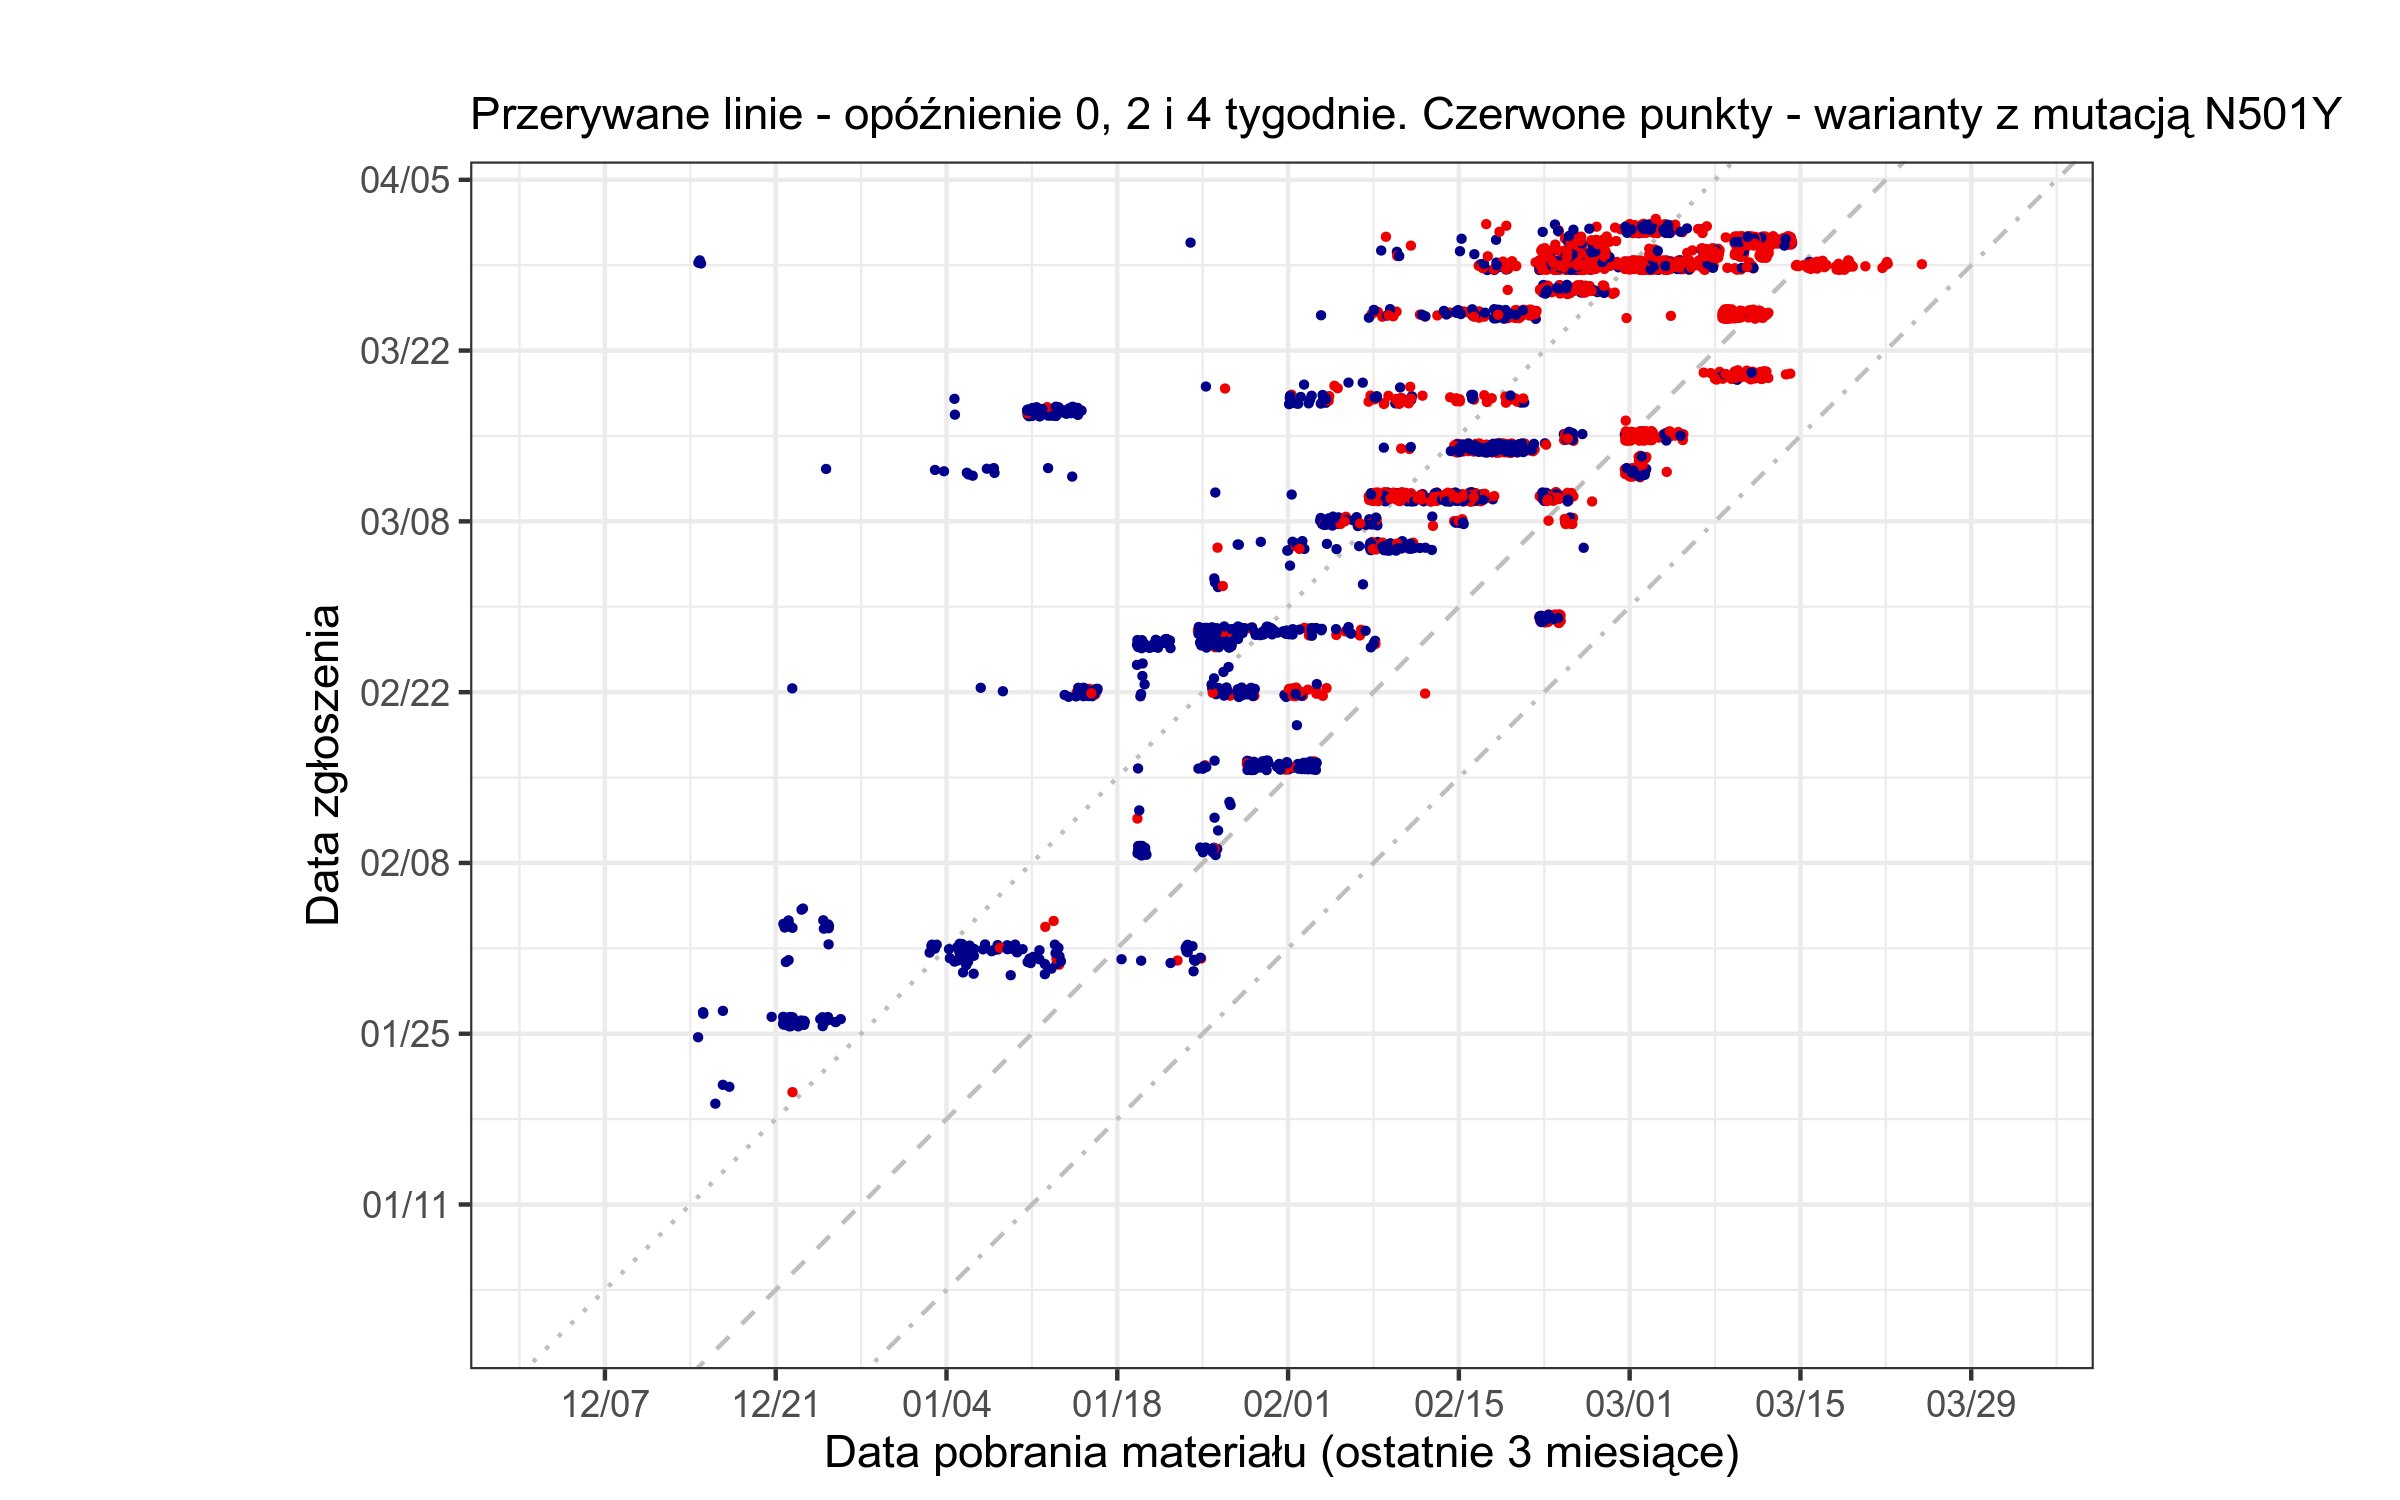 Przerywane linie - opóźnienie 0, 2 i 4 tygodnie. Czerwone punkty - warianty z mutacją N501Y
04/05
03/22
03/08
02/22
02/08
01/25
01/11
Data zgłoszenia
12/07 12/21 01/04 01/18 02/01 02/15 03/01 03/15 03/29
Data pobrania materiału (ostatnie 3 miesiące)